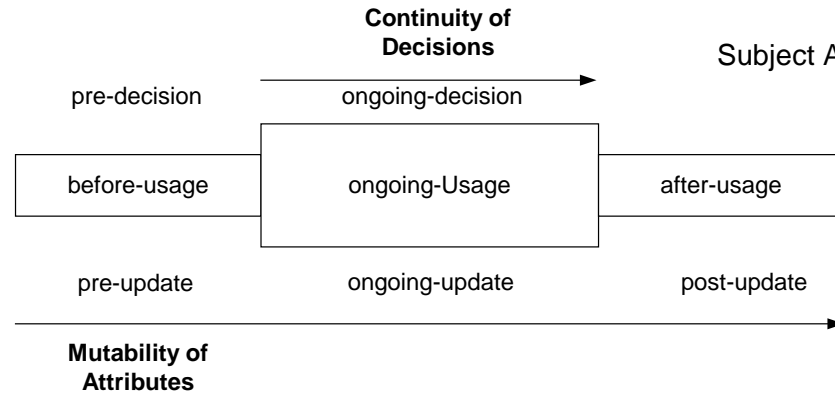 Continuity of
Decisions
Subject A
pre-decision
ongoing-decision
before-usage
ongoing-Usage
after-usage
pre-update
ongoing-update
post-update
Mutability of
Attributes